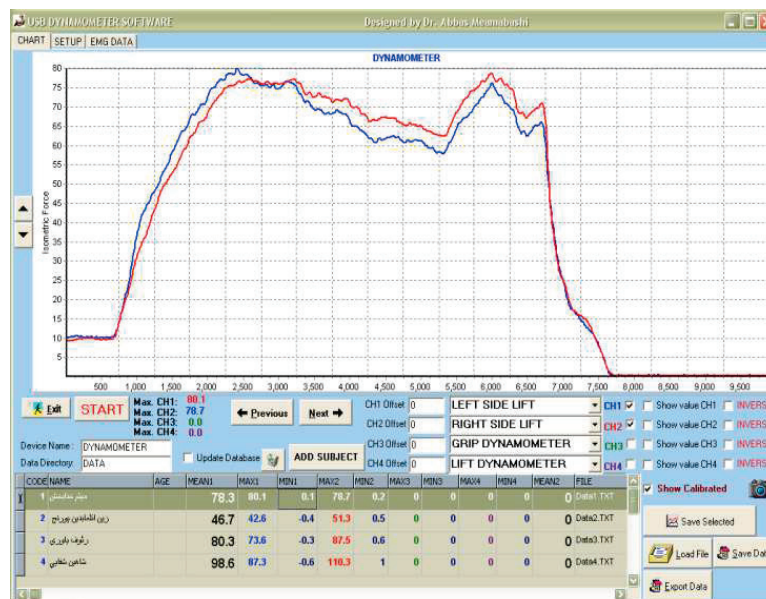 USB DYNAMOMETER SOFTWARE Designed by Dr. Abbas Meamarbashi
CHART SETUP EMG DATA
DYNAMOMETER
Isometric Force
80
75
70
65
60
55
50
45
40
35
30
25
20
15
10
5
500 1,000 1,500 2,000 2,500 3,000 3,500 4,000 4,500 5,000 5,500 6,000 6,500 7,000 7,500 8,000 8,500 9,000 9,500
Exit START
Max. CH1: 80.1
Max. CH2: 78.7
Max. CH3: 0.0
Max. CH4: 0.0
Previous Next
CH1 Offset 0 LEFT SIDE LIFT CH1 Show value CH1 INVERS
CH2 Offset 0 RIGHT SIDE LIFT CH2 Show value CH2 INVERS
CH3 Offset 0 GRIP DYNAMOMETER CH3 Show value CH3 INVERS
CH4 Offset 0 LIFT DYNAMOMETER CH4 Show value CH4 INVERS
Device Name : DYNAMOMETER
Data Directory: DATA
Update Database ADD SUBJECT
CODE NAME AGE MEAN1 MAX1 MIN1 MAX2 MIN2 MAX3 MIN3 MAX4 MIN4 MEAN2 FILE
1 78.3 80.1 0.1 78.7 0.2 0 0 0 0 0 Data1.TXT
2 46.7 42.6 -0.4 51.3 0.5 0 0 0 0 0 Data2.TXT
3 رئوف یاوری 80.3 73.6 -0.3 87.5 0.6 0 0 0 0 0 Data3.TXT
4 98.6 87.3 -0.6 110.3 1 0 0 0 0 0 Data4.TXT
Show Calibrated
Save Selected
Load File Save Dat
Export Data